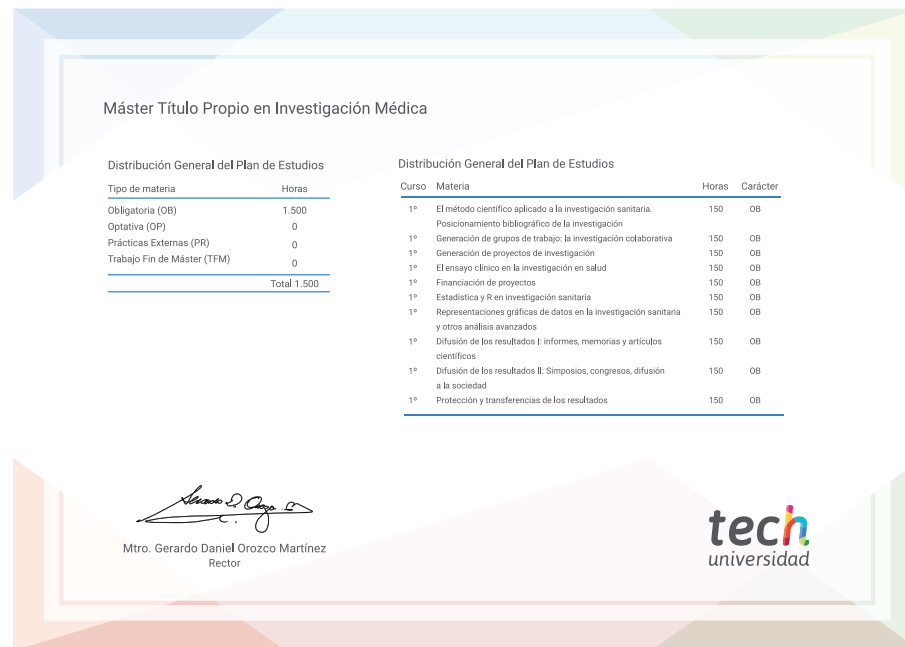 Máster Título Propio en Investigación Médica
Distribución General del Plan de Estudios
Tipo de materia Horas
Obligatoria (OB) 1.500
Optativa (OP) 0
Prácticas Externas (PR) 0
Trabajo Fin de Máster (TFM) 0
Total 1.500
Distribución General del Plan de Estudios
Curso Materia Horas Carácter
1º El método científico aplicado a la investigación sanitaria. 150 OB
Posicionamiento bibliográfico de la investigación
1º Generación de grupos de trabajo: la investigación colaborativa 150 OB
1º Generación de proyectos de investigación 150 OB
1º El ensayo clínico en la investigación en salud 150 OB
1º Financiación de proyectos 150 OB
1º Estadística y R en investigación sanitaria 150 OB
1º Representaciones gráficas de datos en la investigación sanitaria 150 OB
y otros análisis avanzados
1º Difusión de los resultados I: informes, memorias y artículos 150 OB
científicos
1º Difusión de los resultados II: Simposios, congresos, difusión 150 OB
a la sociedad
1º Protección y transferencias de los resultados 150 OB
Mtro. Gerardo Daniel Orozco Martínez
Rector
tech
universidad